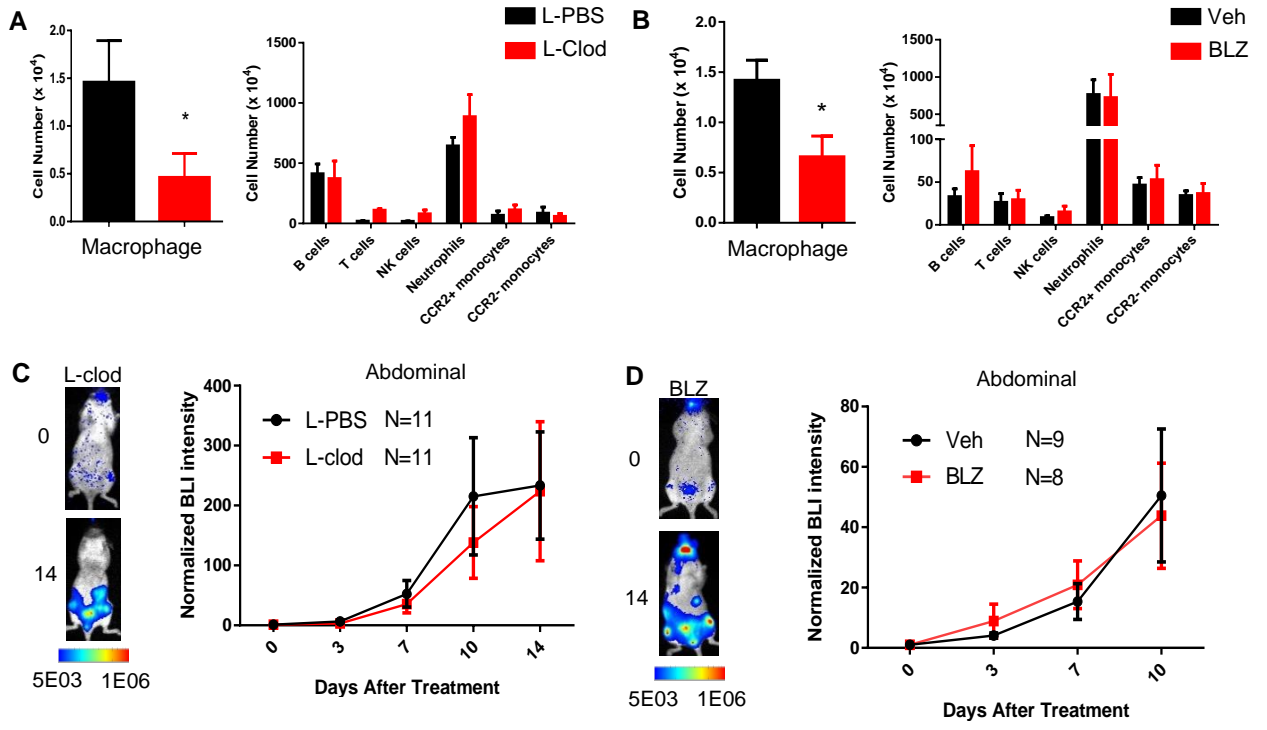 A
L-PBS
L-Clod
Cell Number (x 10^4)
2.0
1.5
1.0
0.5
0.0
*
Macrophage
Cell Number (x 10^4)
1500
1000
500
0
B cells
T cells
NK cells
Neutrophils
CCR2+ monocytes
CCR2- monocytes
B
Veh
BLZ
Cell Number (x 10^4)
2.0
1.5
1.0
0.5
0.0
*
Macrophage
Cell Number (x 10^4)
1500
1000
500
100
50
0
B cells
T cells
NK cells
Neutrophils
CCR2+ monocytes
CCR2- monocytes
C
L-clod
0
14
5E03 1E06
Abdominal
Normalized BLI intensity
400
300
200
100
0
L-PBS N=11
L-clod N=11
0 3 7 10 14
Days After Treatment
D
BLZ
0
14
5E03 1E06
Abdominal
Normalized BLI intensity
80
60
40
20
0
Veh N=9
BLZ N=8
0 3 7 10
Days After Treatment